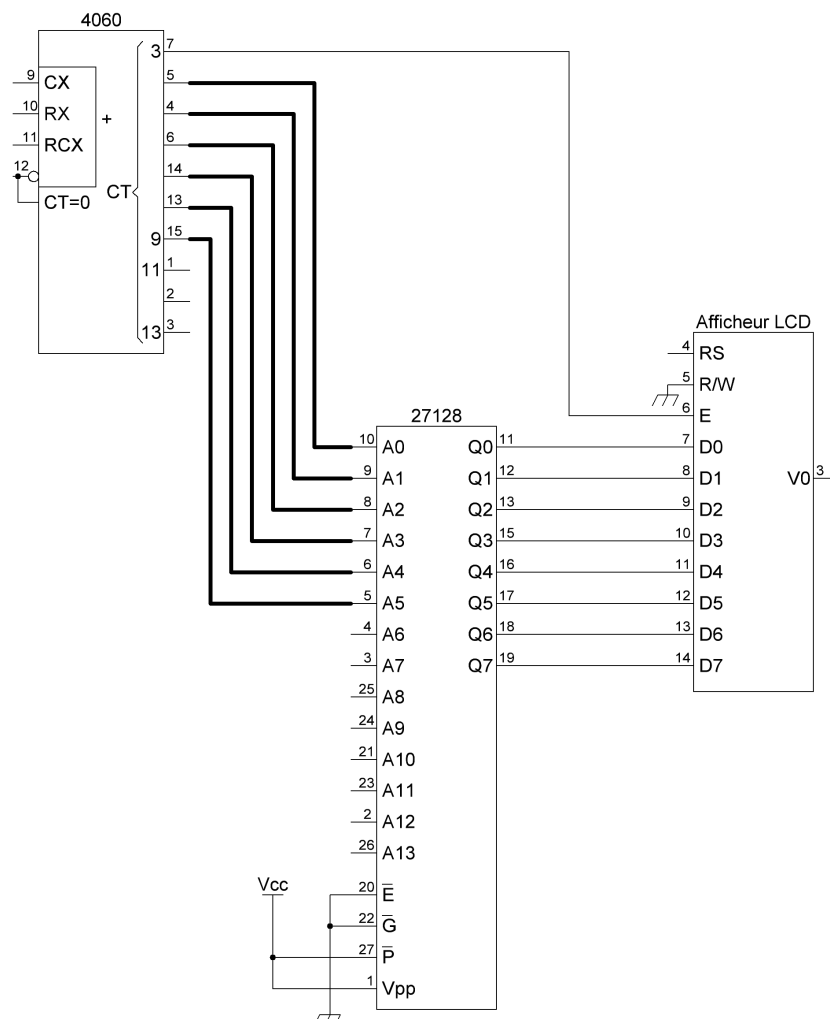 4060
3 7
9 CX 5
10 RX + 4
11 RCX 6
12 14
CT=0 CT 13
9 15
11 1
2
13 3
Afficheur LCD
4 RS
5 R/W
27128 6 E
10 A0 Q0 11 7 D0
9 A1 Q1 12 8 D1 V0 3
8 A2 Q2 13 9 D2
7 A3 Q3 15 10 D3
6 A4 Q4 16 11 D4
5 A5 Q5 17 12 D5
4 A6 Q6 18 13 D6
3 A7 Q7 19 14 D7
25 A8
24 A9
21 A10
23 A11
2 A12
26 A13
Vcc 20 E̅
22 G̅
27 P̅
1 Vpp